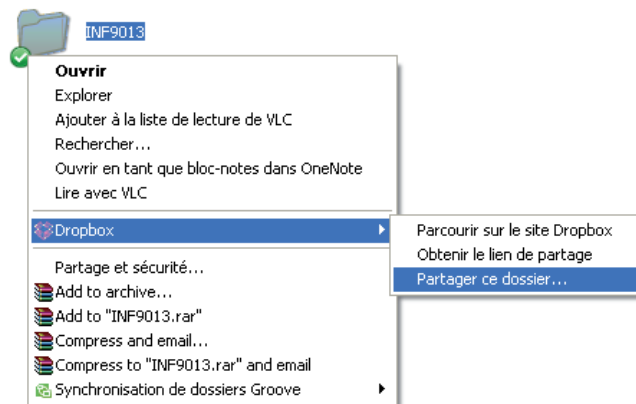 INF9013
Ouvrir
Explorer
Ajouter à la liste de lecture de VLC
Rechercher...
Ouvrir en tant que bloc-notes dans OneNote
Lire avec VLC
Dropbox
Parcourir sur le site Dropbox
Obtenir le lien de partage
Partager ce dossier...
Partage et sécurité...
Add to archive...
Add to "INF9013.rar"
Compress and email...
Compress to "INF9013.rar" and email
Synchronisation de dossiers Groove